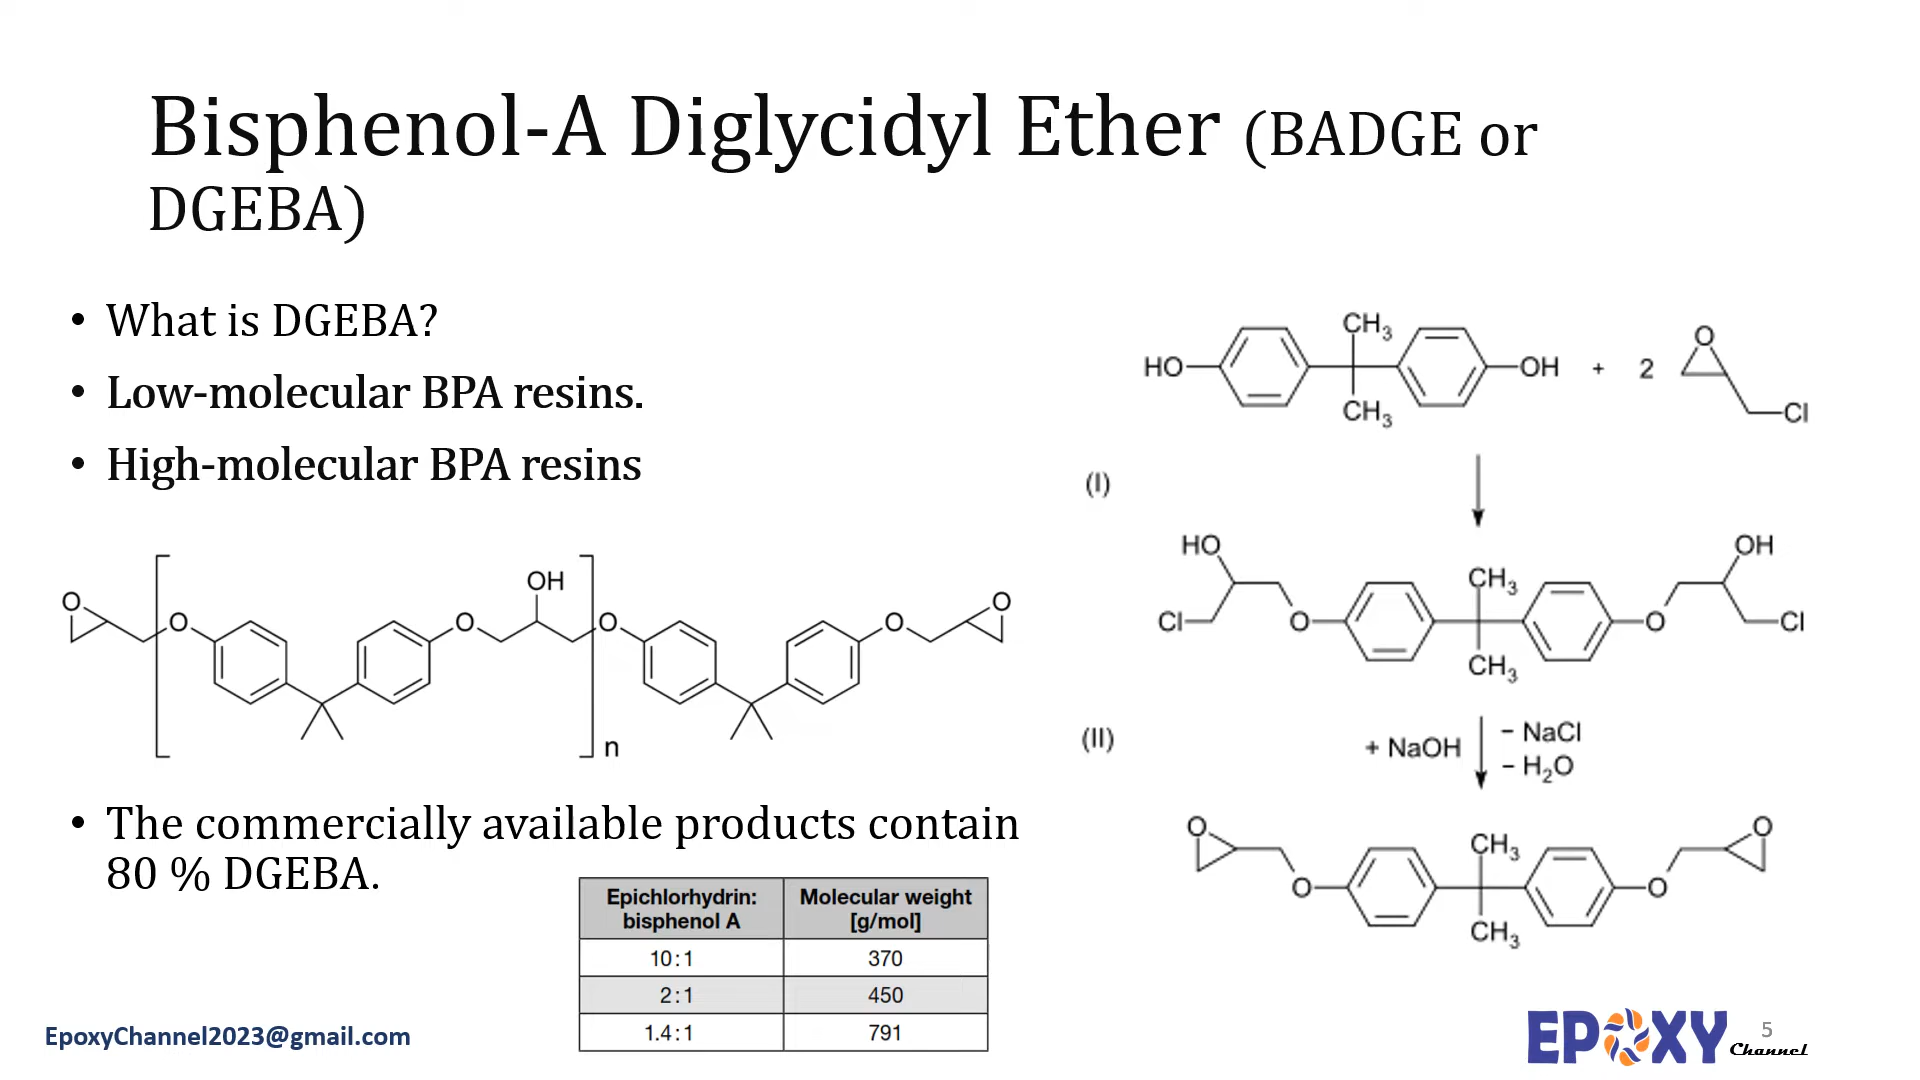 Bisphenol-A Diglycidyl Ether (BADGE or
DGEBA)
• What is DGEBA?
• Low-molecular BPA resins.
• High-molecular BPA resins
O
O
OH
O
O
O
O
n
• The commercially available products contain
80 % DGEBA.
Epichlorhydrin:
bisphenol A
Molecular weight
[g/mol]
10:1 370
2:1 450
1.4:1 791
HO
CH3
CH3
OH + 2
O
Cl
(I)
HO
Cl
O
CH3
CH3
O
OH
Cl
(II)
+ NaOH
− NaCl
− H2O
O
O
CH3
CH3
O
O
EpoxyChannel2023@gmail.com
EPOXY
Channel
5